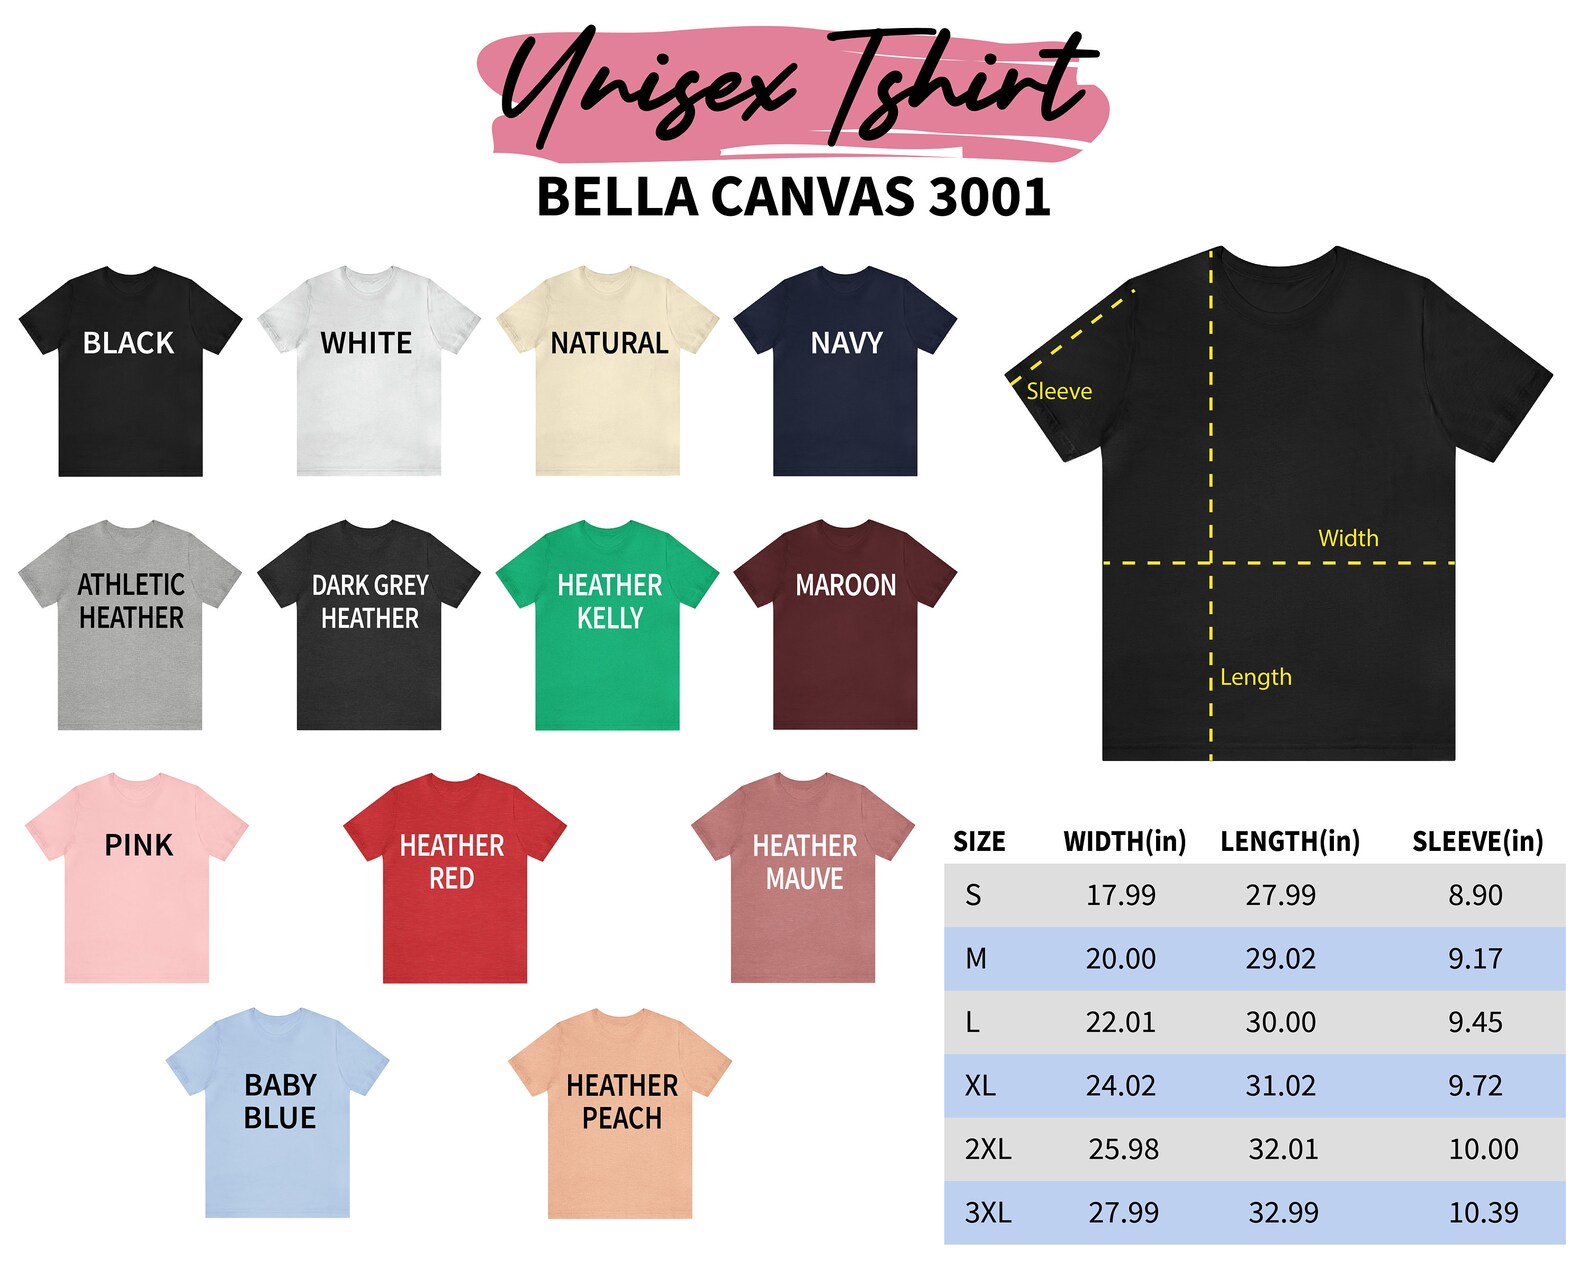 Unisex Tshirt
BELLA CANVAS 3001
BLACK
WHITE
NATURAL
NAVY
ATHLETIC
HEATHER
DARK GREY
HEATHER
HEATHER
KELLY
MAROON
PINK
HEATHER
RED
HEATHER
MAUVE
BABY
BLUE
HEATHER
PEACH
Sleeve
Width
Length
SIZE WIDTH(in) LENGTH(in) SLEEVE(in)
S 17.99 27.99 8.90
M 20.00 29.02 9.17
L 22.01 30.00 9.45
XL 24.02 31.02 9.72
2XL 25.98 32.01 10.00
3XL 27.99 32.99 10.39